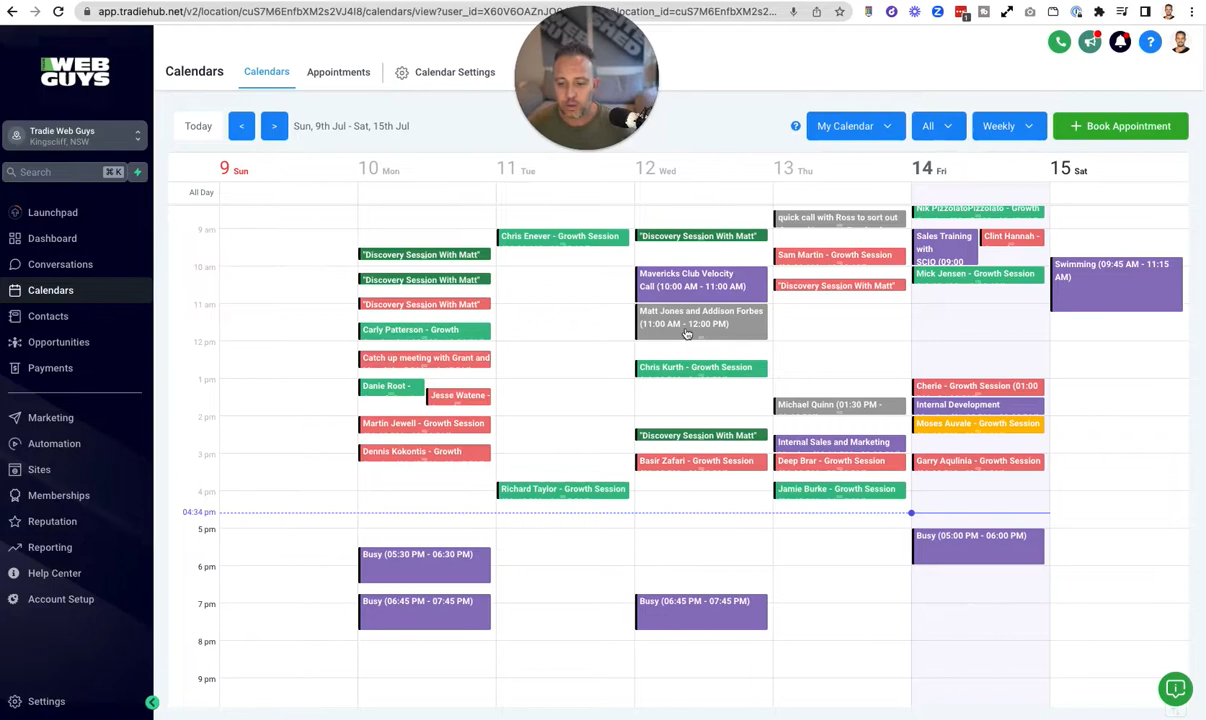 app.tradiehub.net/v2/location/cuS7M6EnfbXM2s2VJ4I8/calendars/view?user_id=X60V6OAZnJO
location_id=cuS7M6EnfbXM2s2...
WEB
GUYS
Tradie Web Guys
Kingscliff, NSW
Search
⌘ K
Launchpad
Dashboard
Conversations
Calendars
Contacts
Opportunities
Payments
Marketing
Automation
Sites
Memberships
Reputation
Reporting
Help Center
Account Setup
Settings
Calendars
Calendars
Appointments
Calendar Settings
Today
<
>
Sun, 9th Jul - Sat, 15th Jul
?
My Calendar
All
Weekly
+ Book Appointment
9 Sun
10 Mon
11 Tue
12 Wed
13 Thu
14 Fri
15 Sat
All Day
9 am
10 am
11 am
12 pm
1 pm
2 pm
3 pm
4 pm
04:34 pm
5 pm
6 pm
7 pm
8 pm
9 pm
"Discovery Session With Matt"
"Discovery Session With Matt"
"Discovery Session With Matt"
Carly Patterson - Growth
Catch up meeting with Grant and
Danie Root -
Jesse Watene -
Martin Jewell - Growth Session
Dennis Kokontis - Growth
Busy (05:30 PM - 06:30 PM)
Busy (06:45 PM - 07:45 PM)
Chris Enever - Growth Session
Richard Taylor - Growth Session
"Discovery Session With Matt"
Mavericks Club Velocity
Call (10:00 AM - 11:00 AM)
Matt Jones and Addison Forbes
(11:00 AM - 12:00 PM)
Chris Kurth - Growth Session
"Discovery Session With Matt"
Basir Zafari - Growth Session
Busy (06:45 PM - 07:45 PM)
quick call with Ross to sort out
Sam Martin - Growth Session
"Discovery Session With Matt"
Michael Quinn (01:30 PM -
Internal Sales and Marketing
Deep Brar - Growth Session
Jamie Burke - Growth Session
Nik PizzolatoPizzolato - Growth
Sales Training
with
SCIO (09:00
Clint Hannah -
Mick Jensen - Growth Session
Cherie - Growth Session (01:00
Internal Development
Moses Auvale - Growth Session
Garry Aqulinia - Growth Session
Busy (05:00 PM - 06:00 PM)
Swimming (09:45 AM - 11:15
AM)